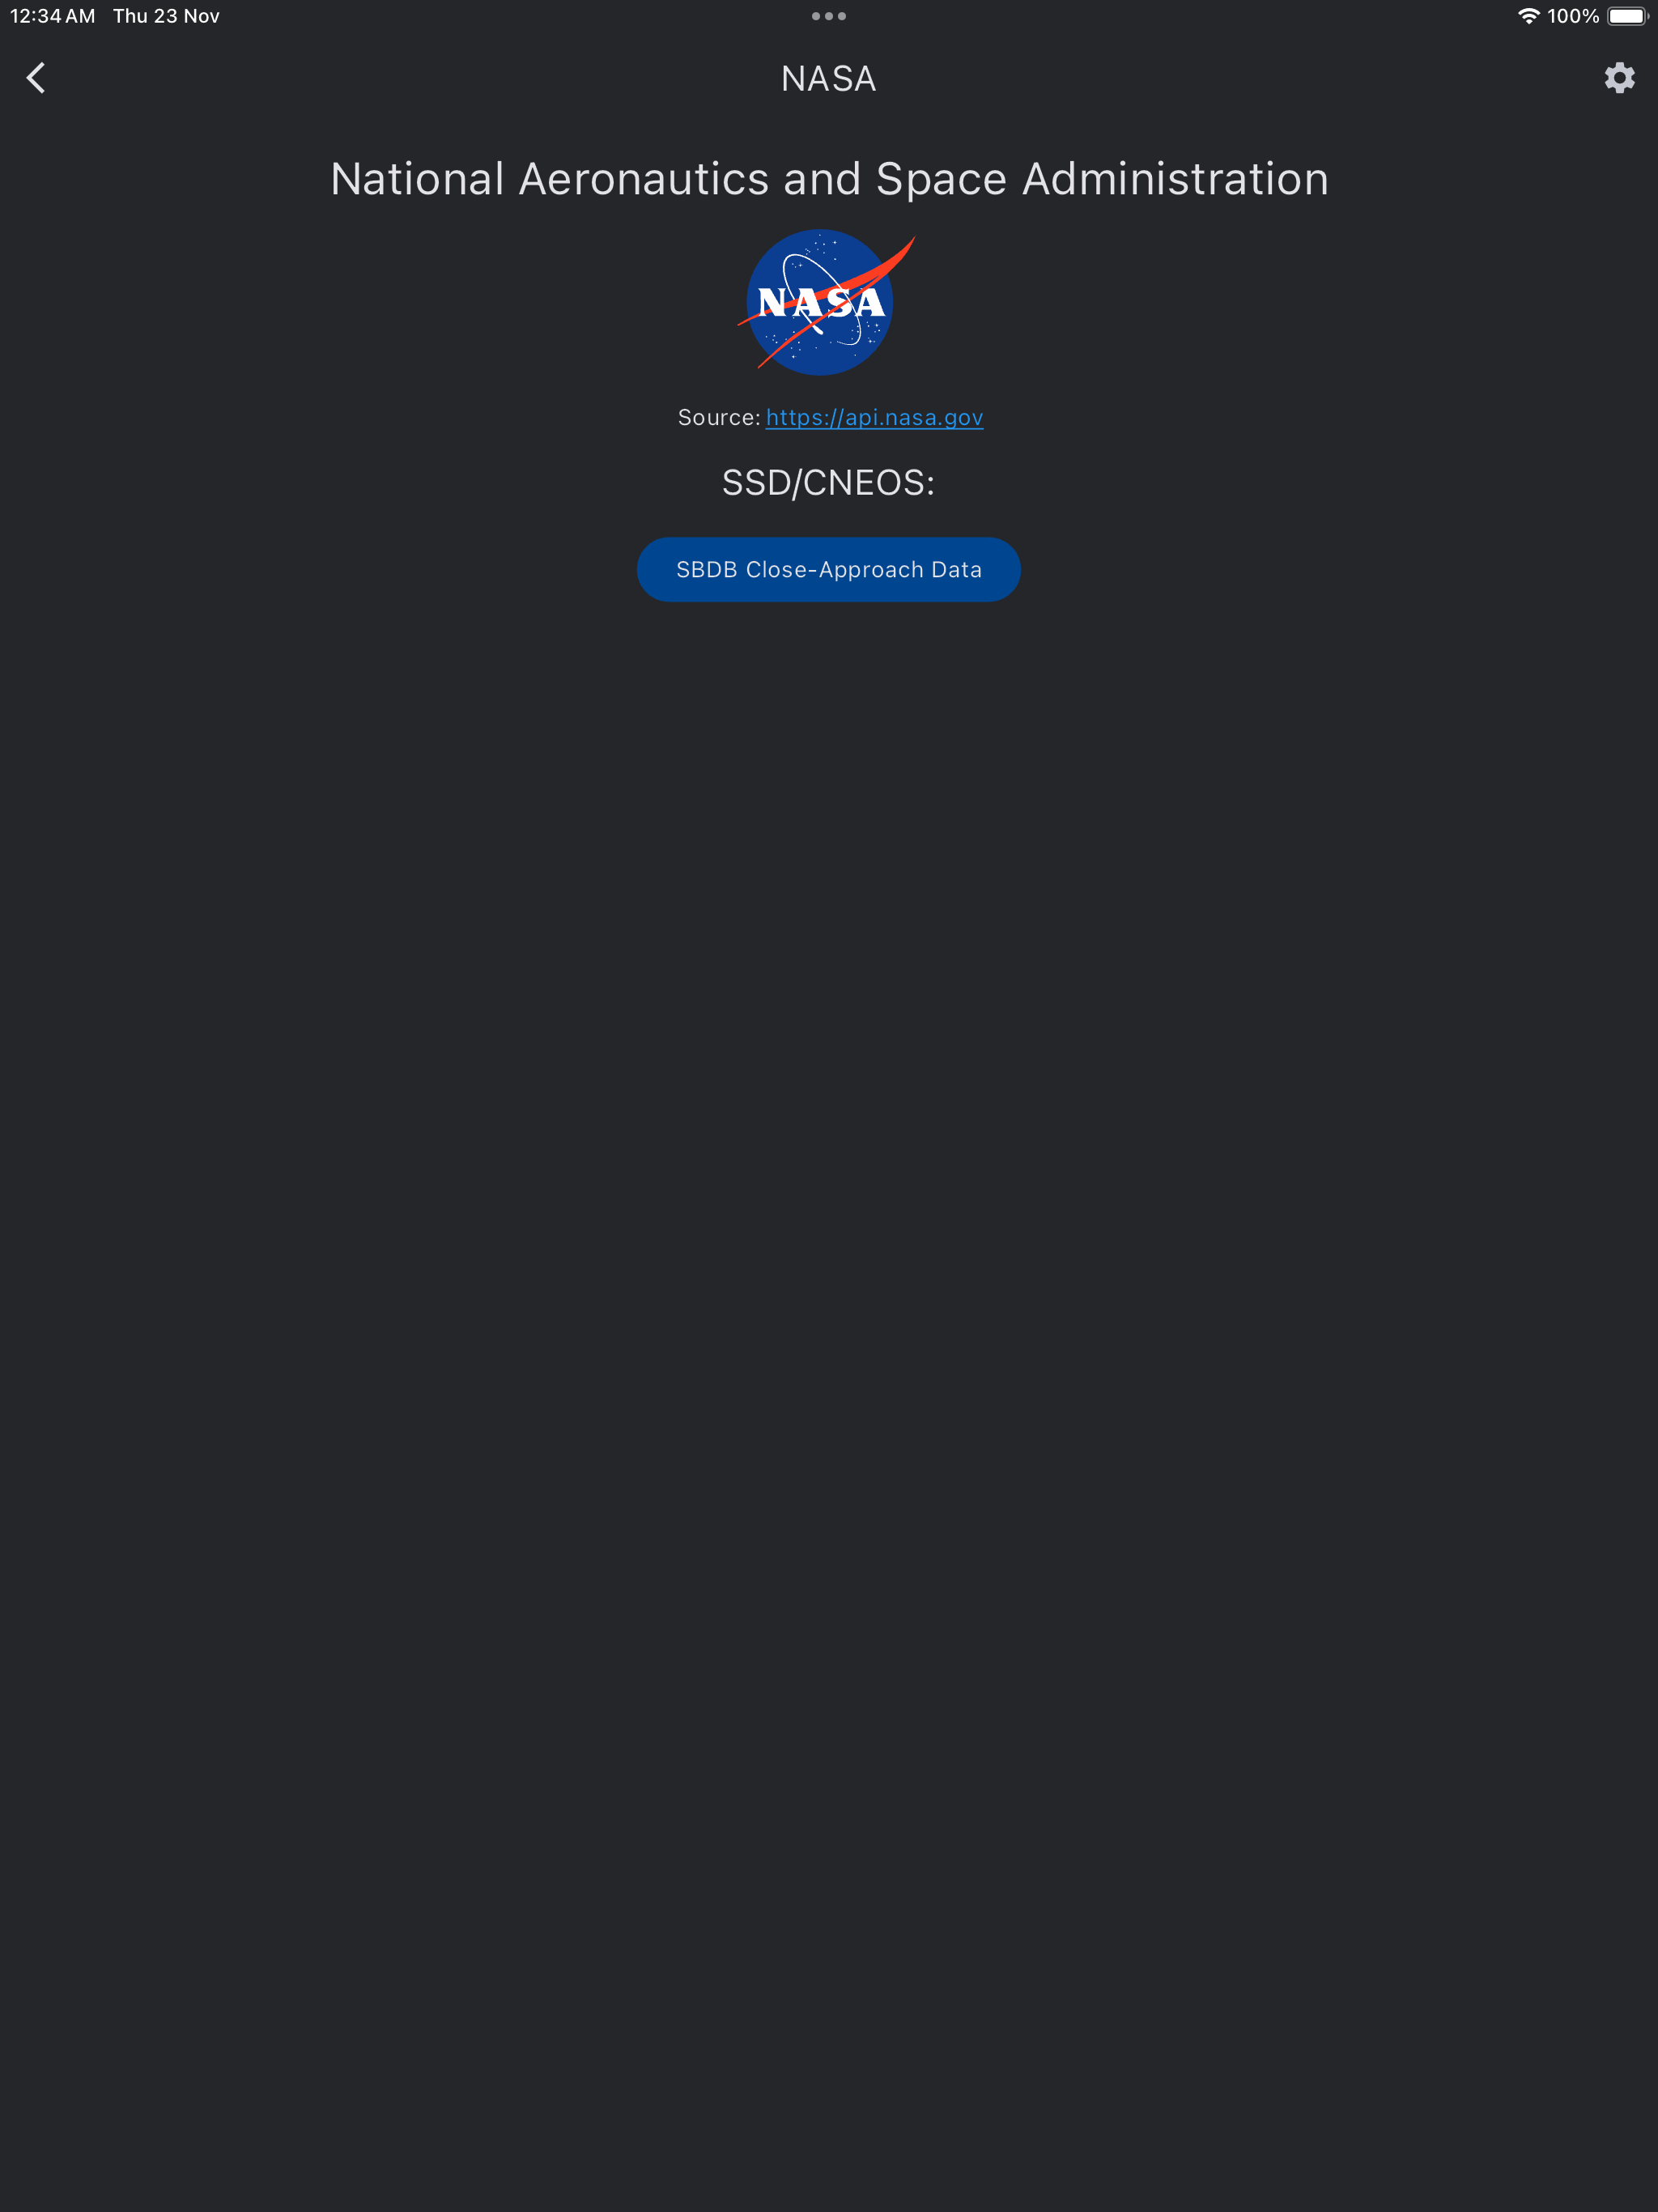 12:34 AM Thu 23 Nov 100%
NASA
National Aeronautics and Space Administration
NASA
Source: https://api.nasa.gov
SSD/CNEOS:
SBDB Close-Approach Data